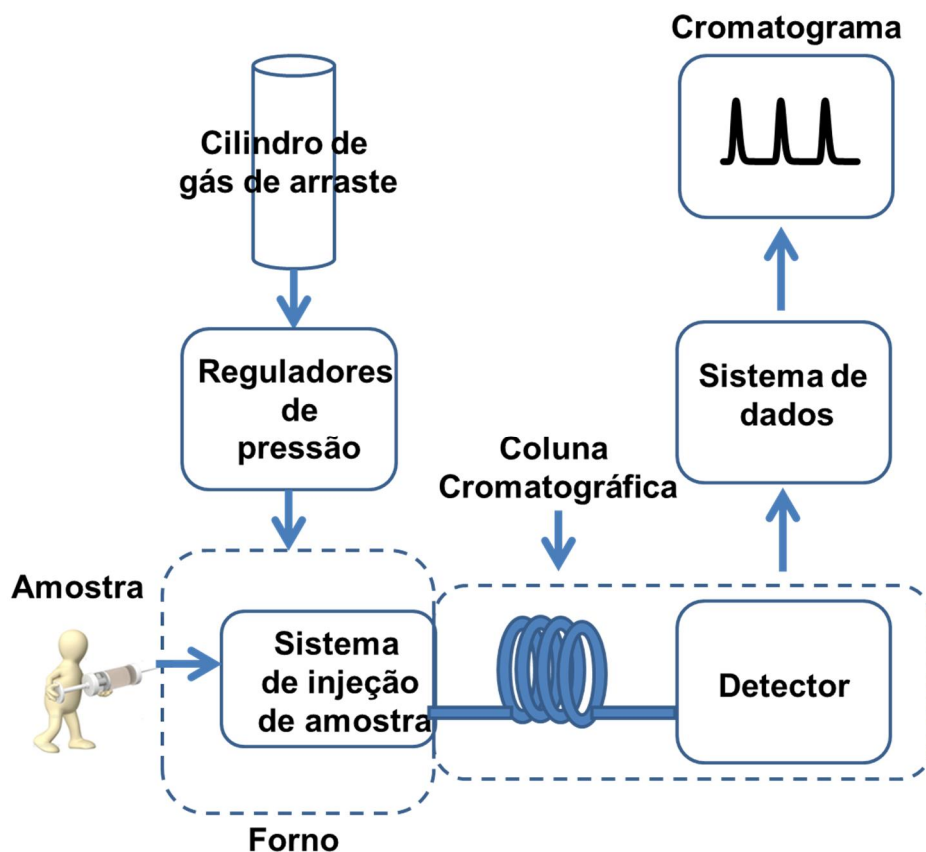 Cromatograma
Cilindro de
gás de arraste
Reguladores
de
pressão
Sistema de
dados
Coluna
Cromatográfica
Amostra
Sistema
de injeção
de amostra
Detector
Forno